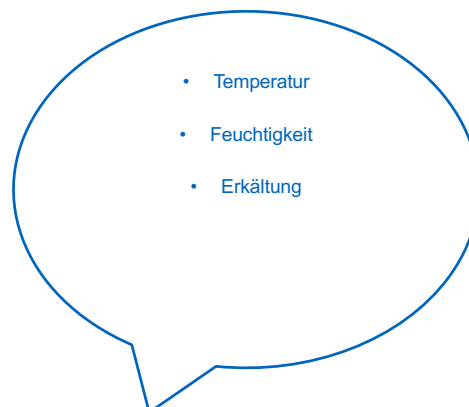 • Temperatur
• Feuchtigkeit
• Erkältung